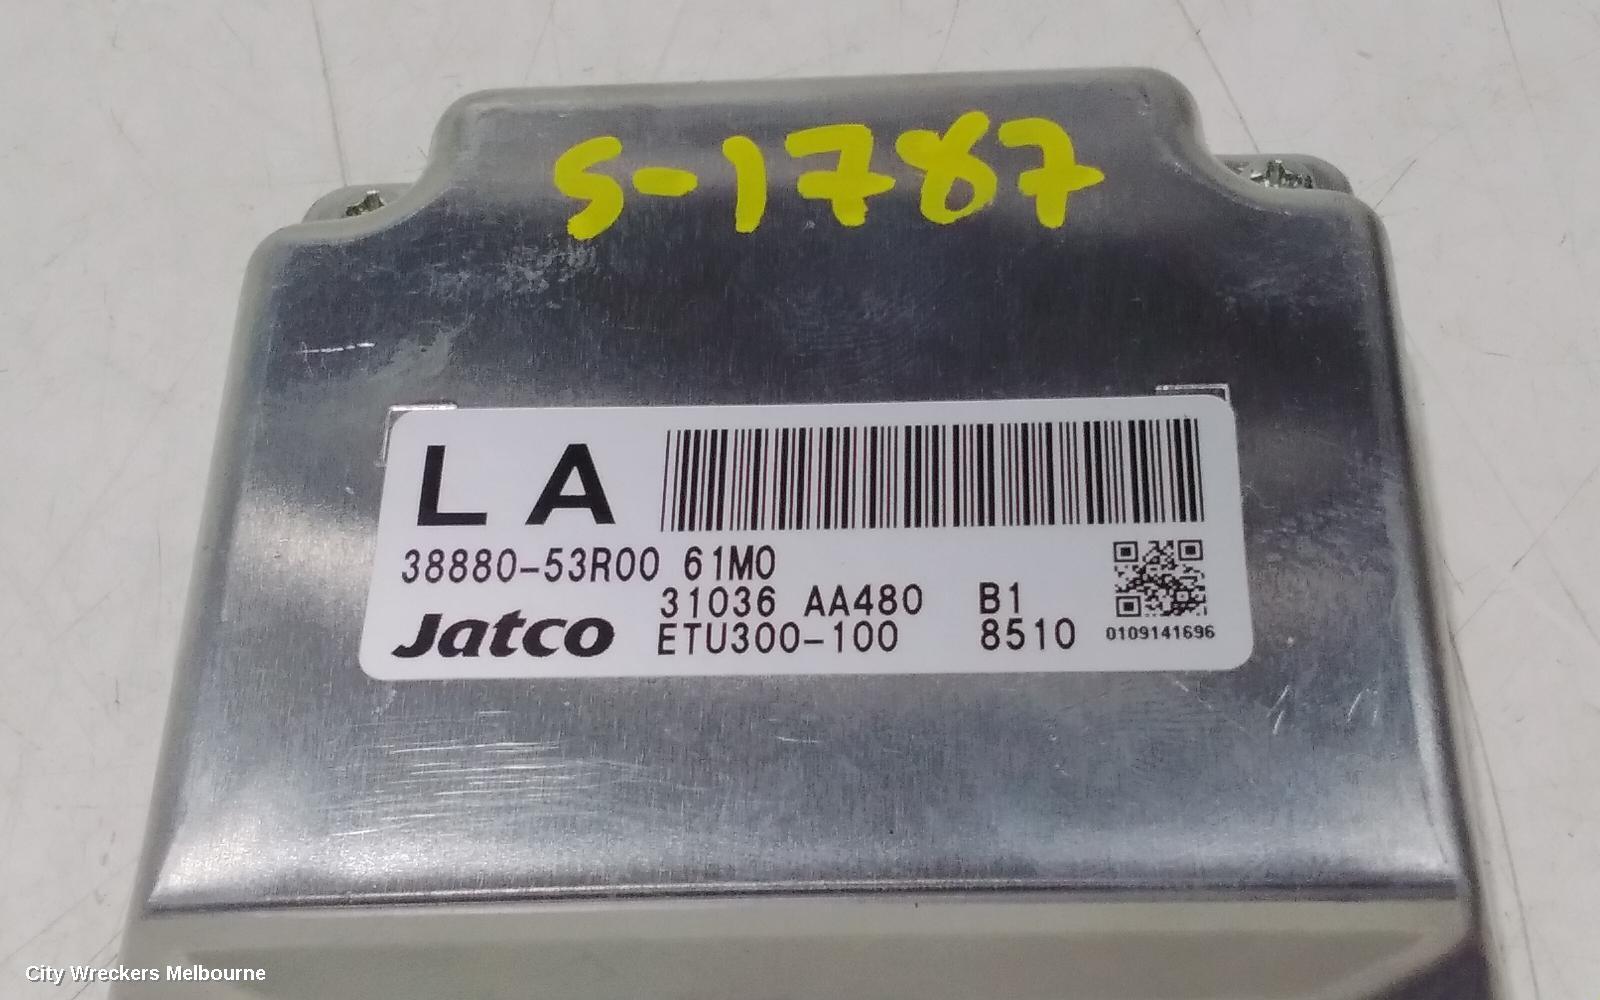 S-1787
LA
38880-53R00 61M0
31036 AA480 B1
Jatco ETU300-100 8510
0109141696
City Wreckers Melbourne